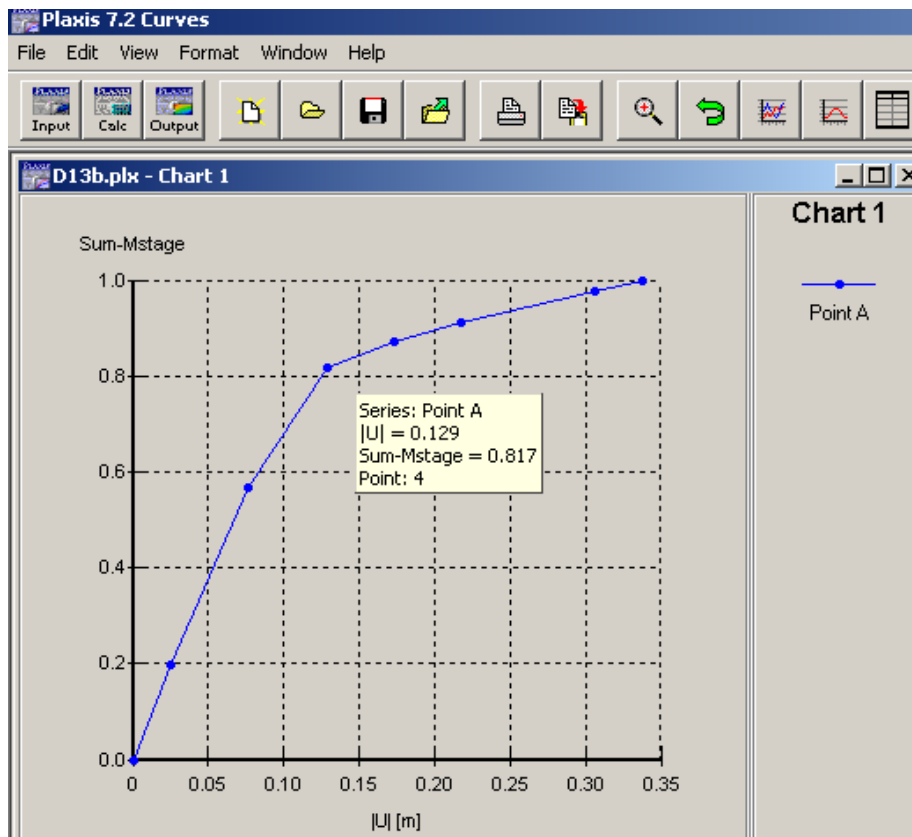 Plaxis 7.2 Curves
File Edit View Format Window Help
Input Calc Output
D13b.plx - Chart 1
Chart 1
Sum-Mstage
Point A
1.0
0.8
Series: Point A
|U| = 0.129
Sum-Mstage = 0.817
Point: 4
0.6
0.4
0.2
0.0
0 0.05 0.10 0.15 0.20 0.25 0.30 0.35
|U| [m]